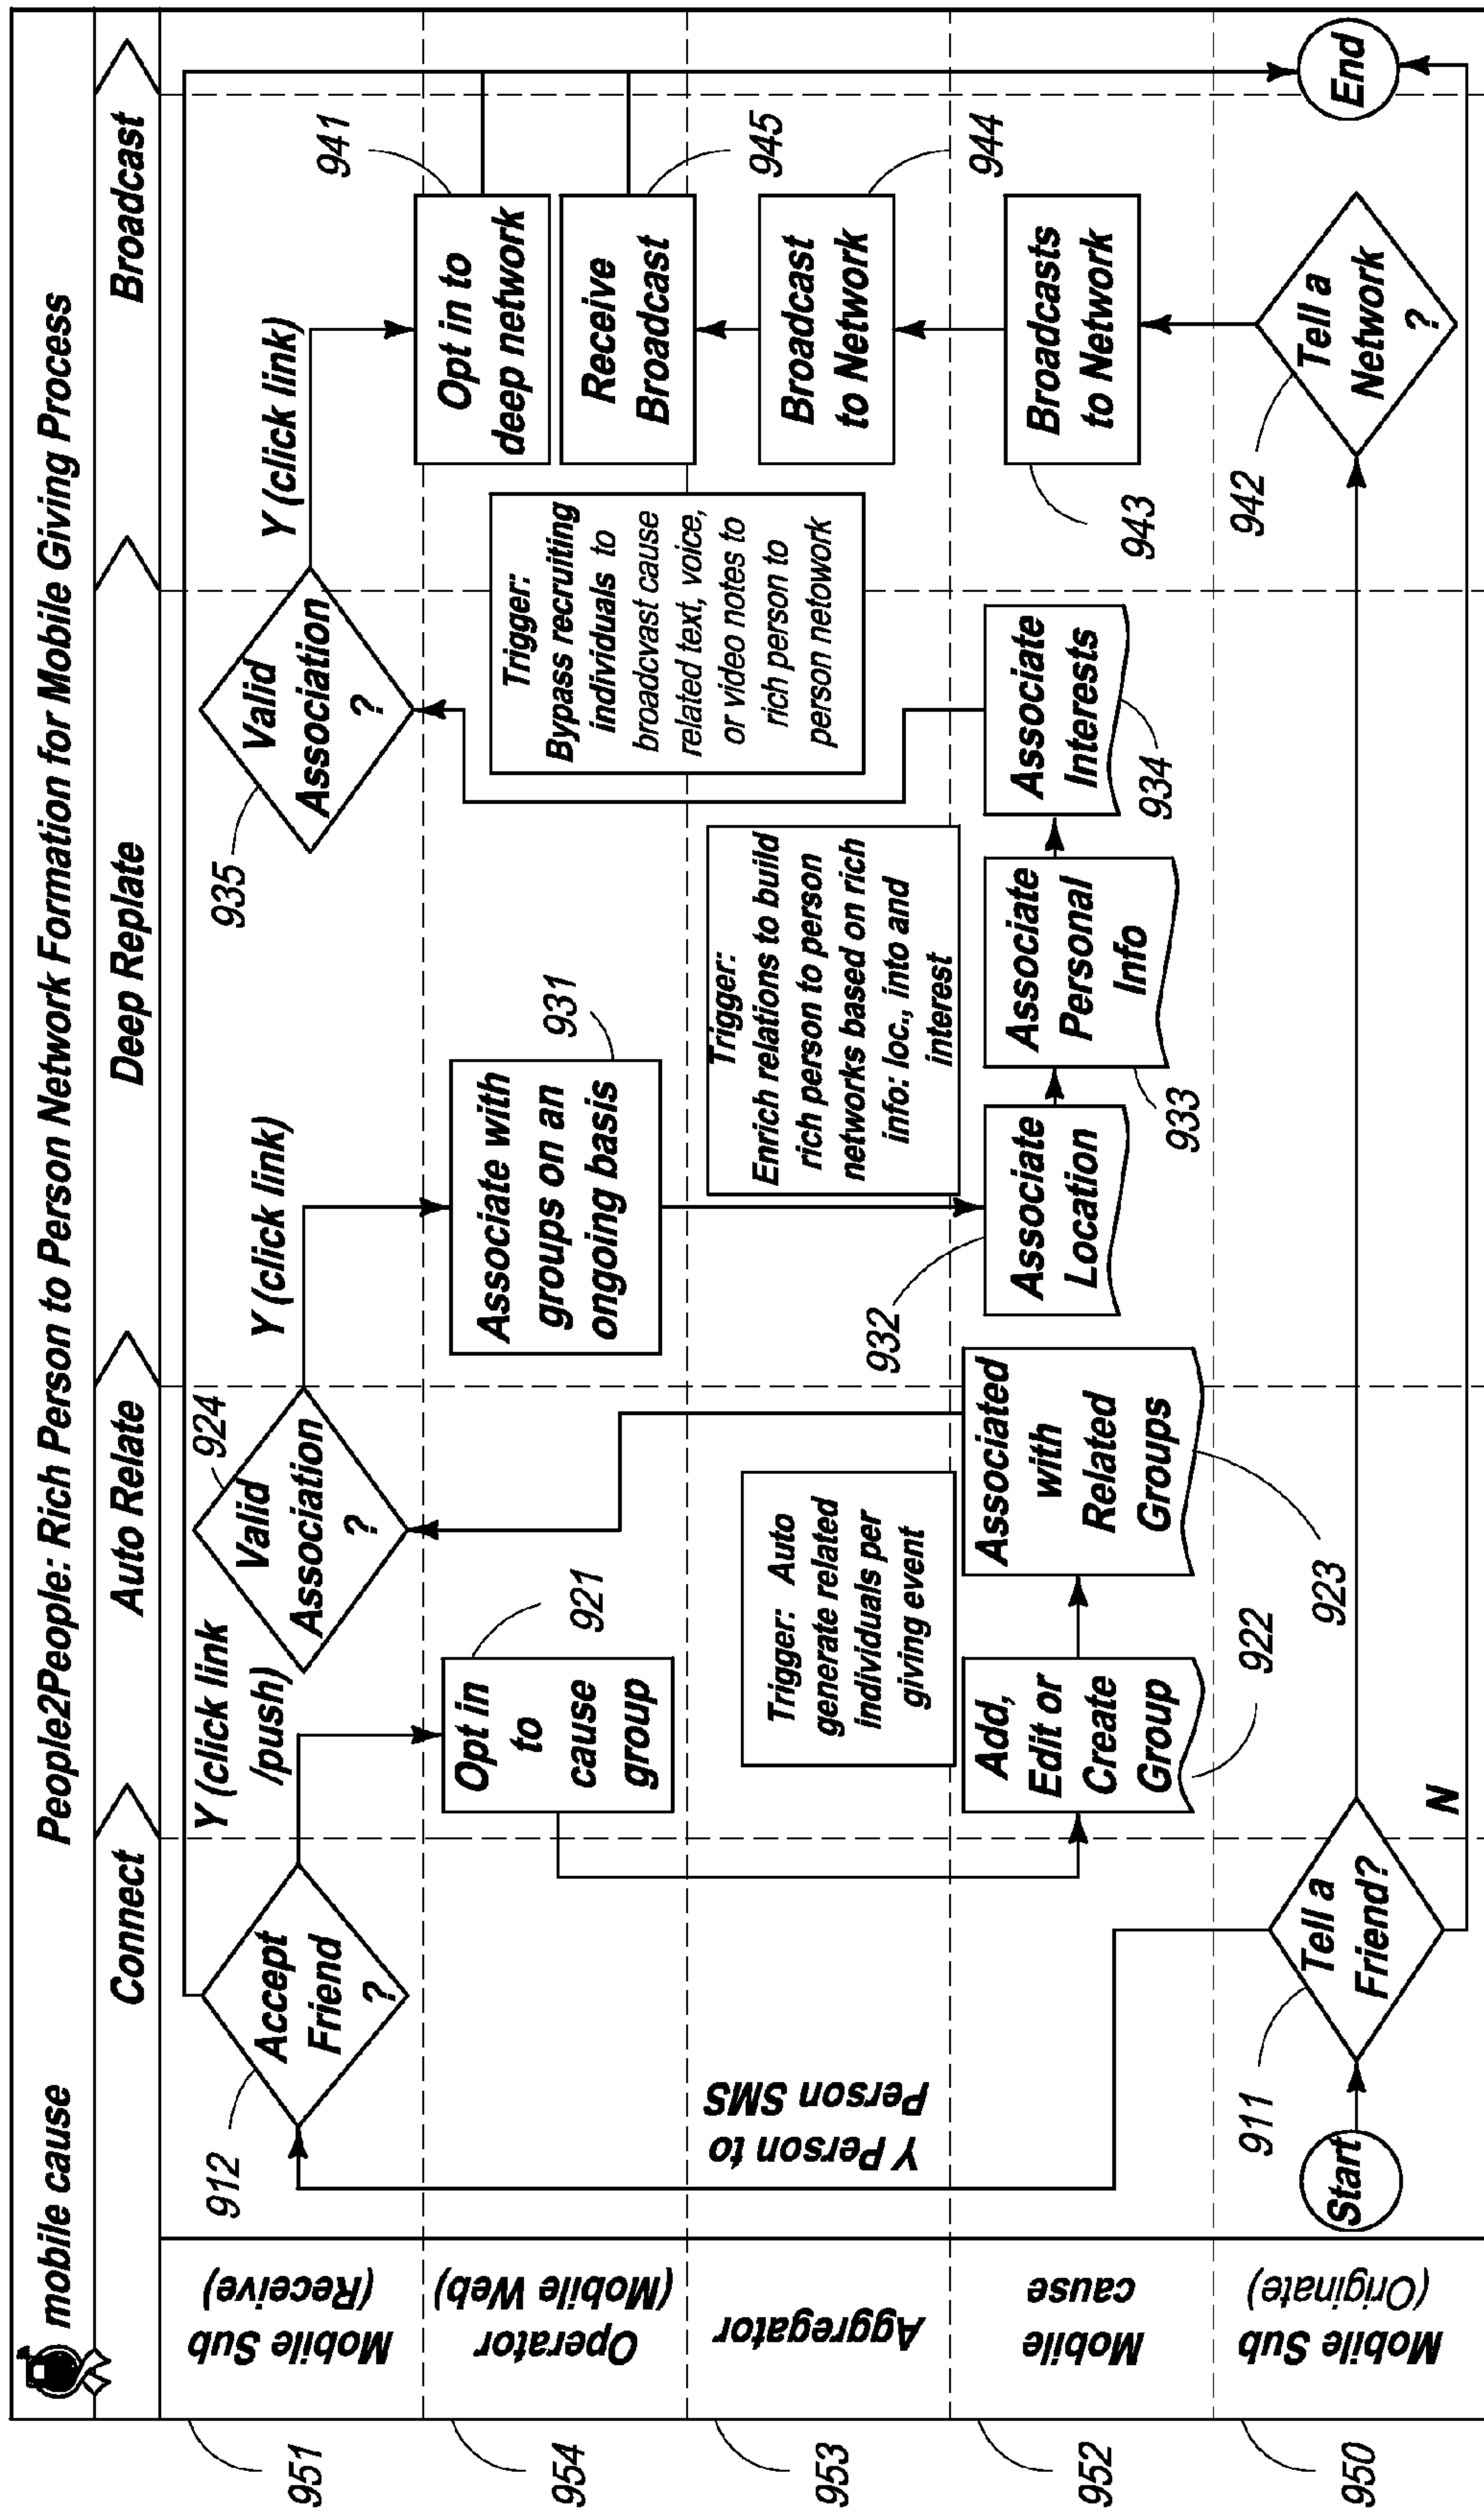 mobile cause
People2People: Rich Person to Person Network Formation for Mobile Giving Process
Connect
Auto Relate
Deep Replate
Broadcast
951
Mobile Sub
(Receive)
912
Accept
Friend
?
Y (click link
/push)
Valid
Association
?
924
Y (click link)
935
Valid
Association
?
Y (click link)
941
954
Operator
(Mobile Web)
Opt in
to
cause
group
921
Associate with
groups on an
ongoing basis
931
Trigger:
Bypass recruiting
individuals to
broadcvast cause
related text, voice,
or video notes to
rich person to
person netowork
Opt in to
deep network
Receive
Broadcast
945
953
Aggregator
Y Person to
Person SMS
Trigger: Auto
generate related
individuals per
giving event
932
Trigger:
Enrich relations to build
rich person to person
networks based on rich
info: loc., into and
interest
Broadcast
to Network
944
952
Mobile
cause
Add,
Edit or
Create
Group
922
Associated
with
Related
Groups
923
Associate
Location
Associate
Personal
Info
933
Associate
Interests
934
Broadcasts
to Network
943
950
Mobile Sub
(Originate)
Start
911
Tell a
Friend?
N
942
Tell a
Network
?
End